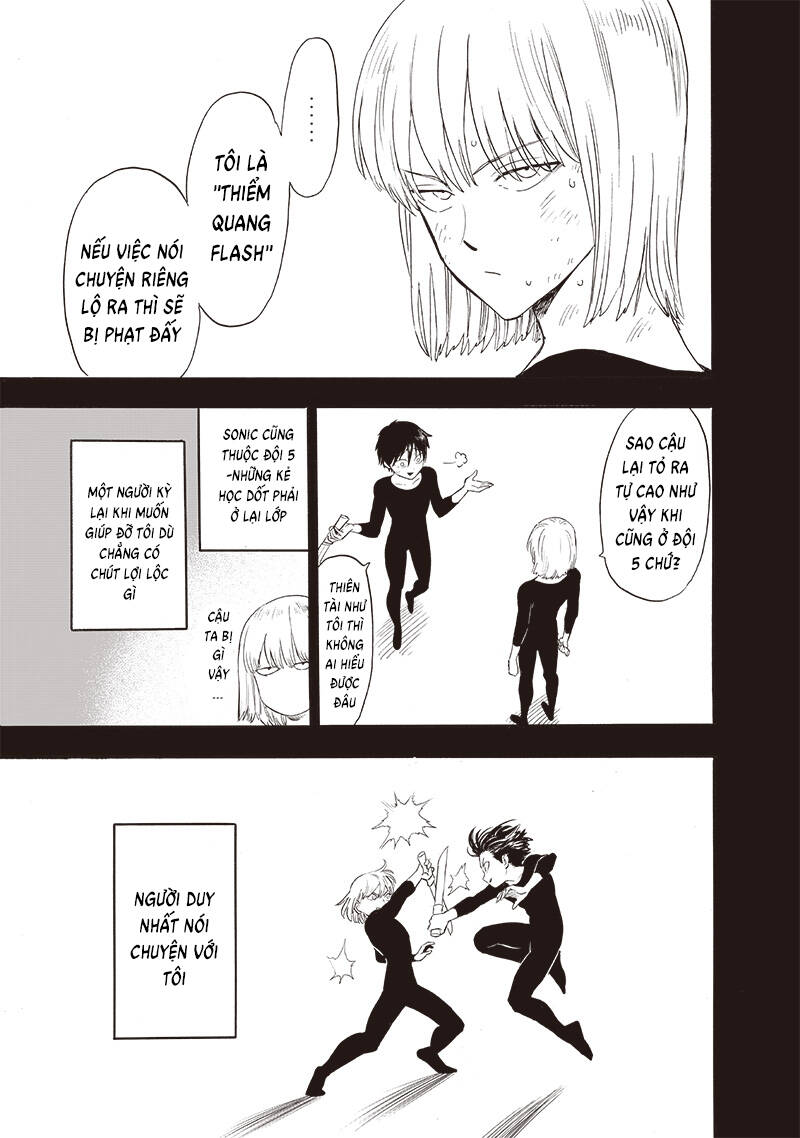 ........
TÔI LÀ
"THIỂM
QUANG
FLASH"
NẾU VIỆC NÓI
CHUYỆN RIÊNG
LỘ RA THÌ SẼ
BỊ PHẠT ĐẤY
SAO CẬU
LẠI TỎ RA
TỰ CAO NHƯ
VẬY KHI
CŨNG Ở ĐỘI
5 CHỨ?
THIÊN
TÀI NHƯ
TÔI THÌ
KHÔNG
AI HIỂU
ĐƯỢC
ĐÂU
SONIC CŨNG
THUỘC ĐỘI 5
-NHỮNG KẺ
HỌC DỐT PHẢI
Ở LẠI LỚP
MỘT NGƯỜI KỲ
LẠI KHI MUỐN
GIÚP ĐỠ TÔI DÙ
CHẲNG CÓ
CHÚT LỢI LỘC
GÌ
CẬU
TA BỊ
GÌ
VẬY
...
NGƯỜI DUY
NHẤT NÓI
CHUYỆN VỚI
TÔI